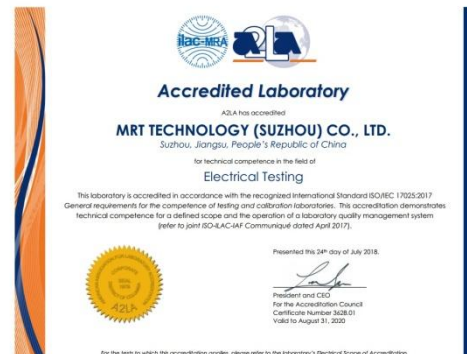 ilac-MRA
A2LA
Accredited Laboratory
A2LA has accredited
MRT TECHNOLOGY (SUZHOU) CO., LTD.
Suzhou, Jiangsu, People's Republic of China
for technical competence in the field of
Electrical Testing
This laboratory is accredited in accordance with the recognized International Standard ISO/IEC 17025:2017
General requirements for the competence of testing and calibration laboratories. This accreditation demonstrates
technical competence for a defined scope and the operation of a laboratory quality management system
(refer to joint ISO-ILAC-IAF Communiqué dated April 2017).
Presented this 24th day of July 2018.
President and CEO
For the Accreditation Council
Certificate Number 3628.01
Valid to August 31, 2020
CORPORATE
SEAL
1978
A2LA
For the tests to which this accreditation applies, please refer to the laboratory's Electrical Scope of Accreditation.